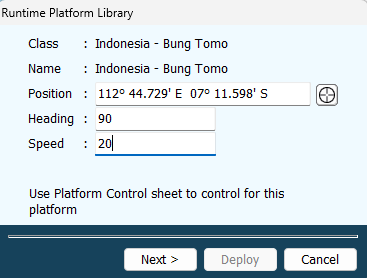 Runtime Platform Library
Class : Indonesia - Bung Tomo
Name : Indonesia - Bung Tomo
Position : 112° 44.729' E 07° 11.598' S
Heading : 90
Speed : 20
Use Platform Control sheet to control for this
platform
Next > Deploy Cancel